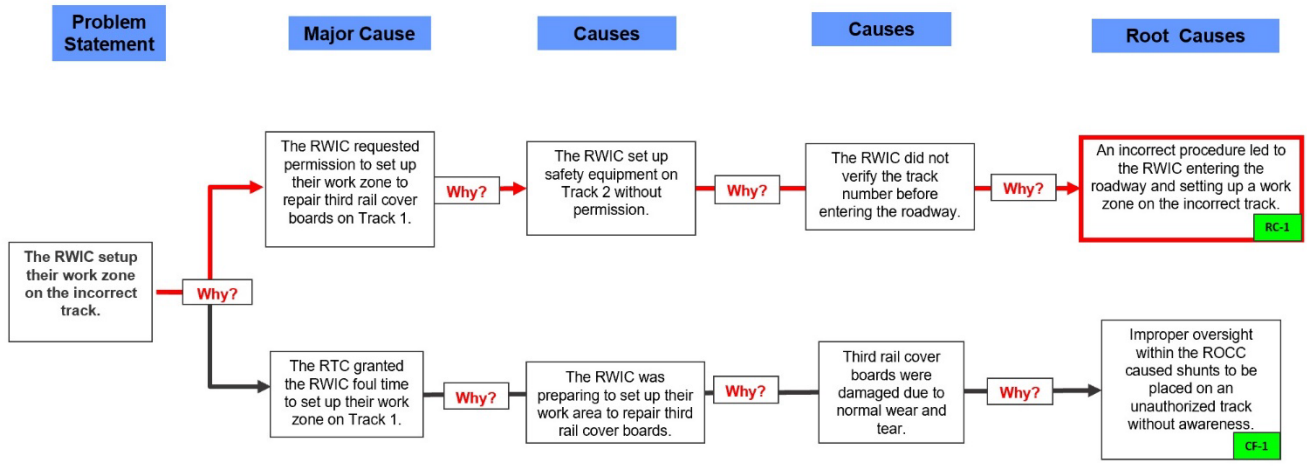 Problem
Statement
Major Cause
Causes
Causes
Root Causes
The RWIC setup
their work zone
on the incorrect
track.
Why?
The RWIC requested
permission to set up
their work zone to
repair third rail cover
boards on Track 1.
Why?
The RWIC set up
safety equipment on
Track 2 without
permission.
Why?
The RWIC did not
verify the track
number before
entering the roadway.
Why?
An incorrect procedure led to
the RWIC entering the
roadway and setting up a work
zone on the incorrect track.
RC-1
The RTC granted
the RWIC foul time
to set up their work
zone on Track 1.
Why?
The RWIC was
preparing to set up their
work area to repair third
rail cover boards.
Why?
Third rail cover
boards were
damaged due to
normal wear and
tear.
Why?
Improper oversight
within the ROCC
caused shunts to be
placed on an
unauthorized track
without awareness.
CF-1